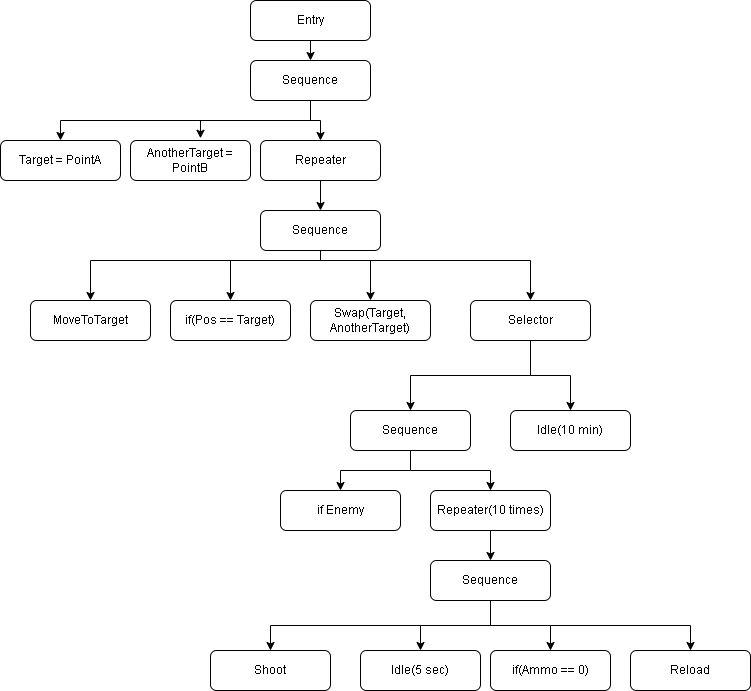 Entry
Sequence
Target = PointA
AnotherTarget =
PointB
Repeater
Sequence
MoveToTarget
if(Pos == Target)
Swap(Target,
AnotherTarget)
Selector
Sequence
Idle(10 min)
if Enemy
Repeater(10 times)
Sequence
Shoot
Idle(5 sec)
if(Ammo == 0)
Reload